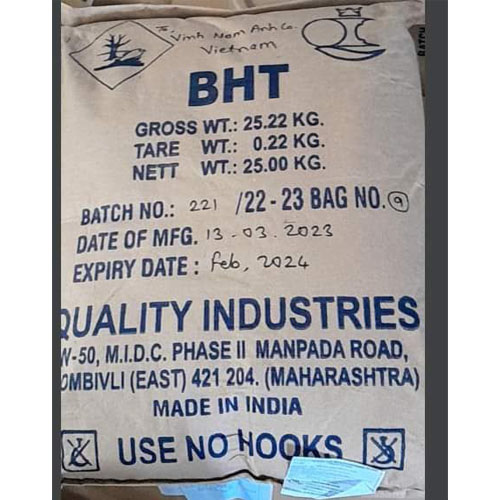 To, Vinh Nam Anh Co.
Vietnam
BHT
GROSS WT.: 25.22 KG.
TARE WT.: 0.22 KG.
NETT WT.: 25.00 KG.
BATCH NO.: 221 /22-23 BAG NO. 9
DATE OF MFG. 13-03.2023
EXPIRY DATE : Feb, 2024
QUALITY INDUSTRIES
W-50, M.I.D.C. PHASE II MANPADA ROAD,
OMBIVLI (EAST) 421 204. (MAHARASHTRA)
MADE IN INDIA
USE NO HOOKS